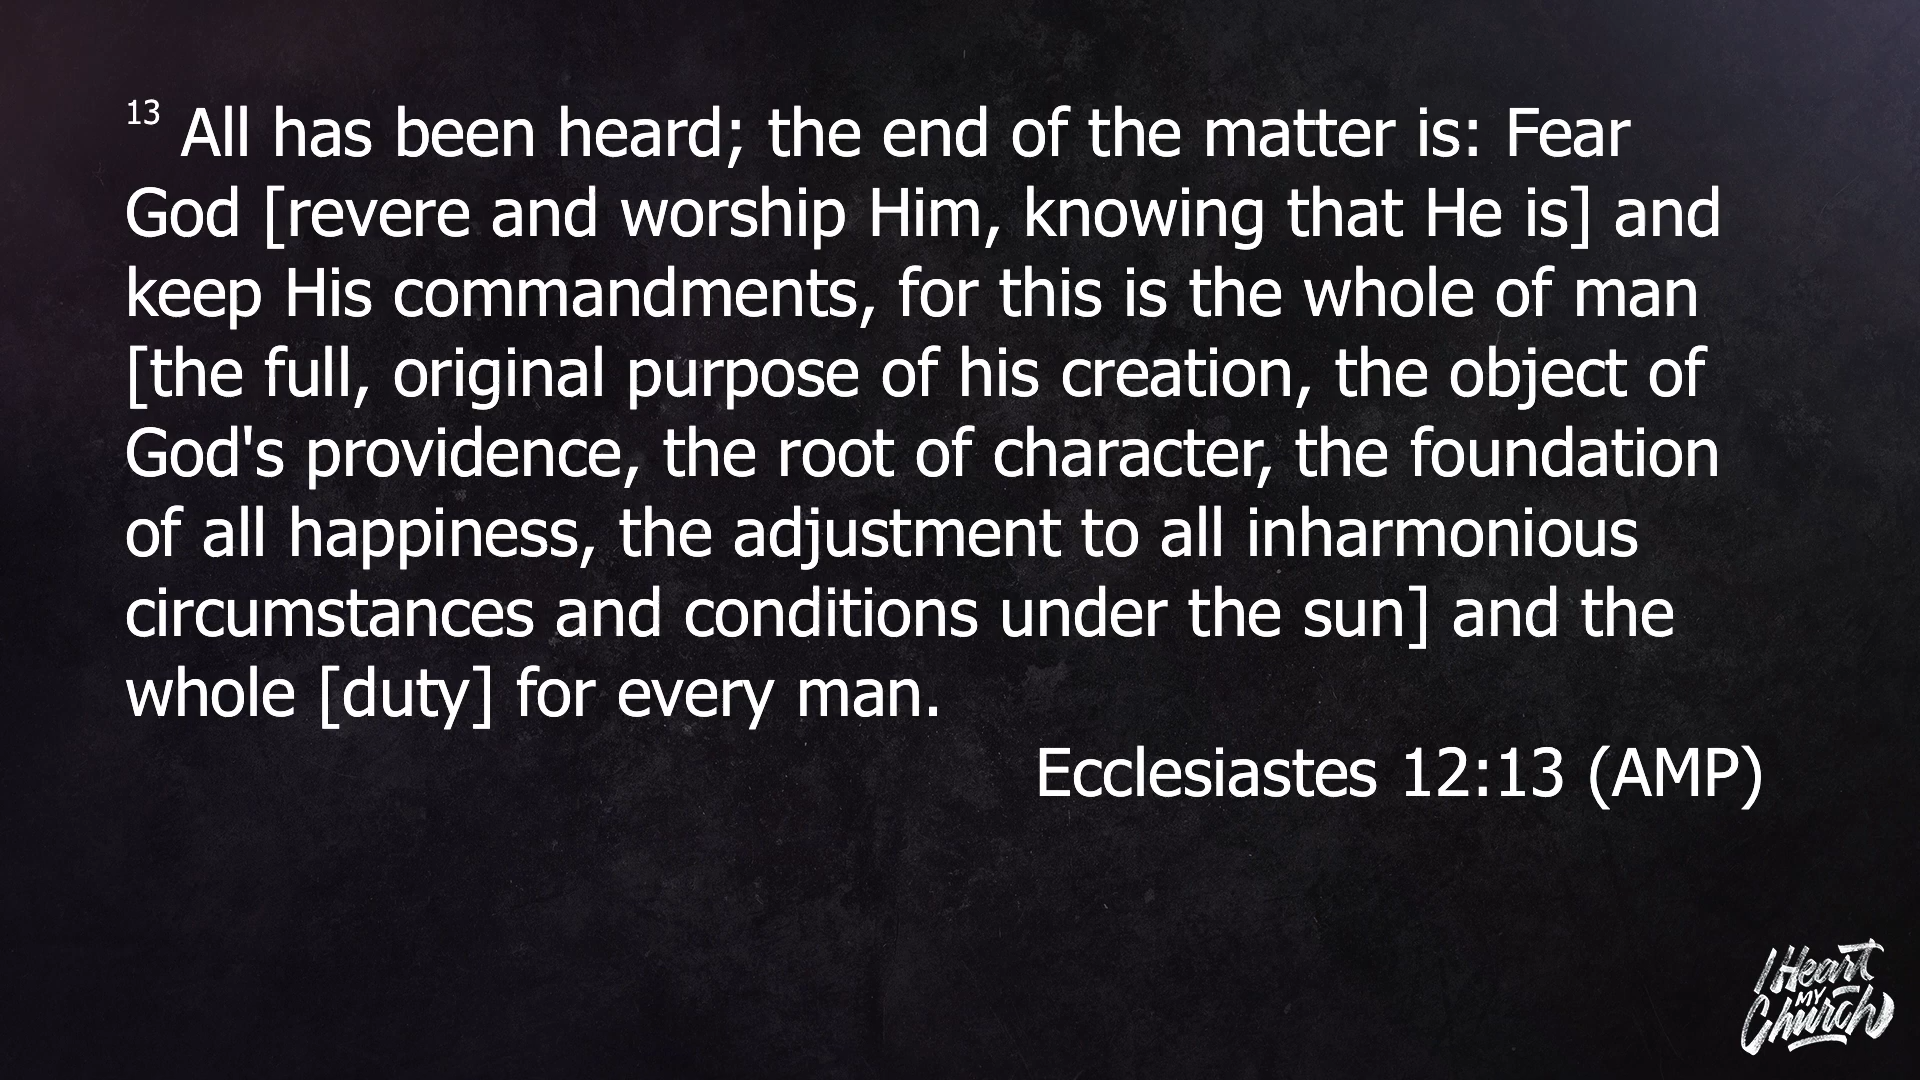 13 All has been heard; the end of the matter is: Fear
God [revere and worship Him, knowing that He is] and
keep His commandments, for this is the whole of man
[the full, original purpose of his creation, the object of
God's providence, the root of character, the foundation
of all happiness, the adjustment to all inharmonious
circumstances and conditions under the sun] and the
whole [duty] for every man.
Ecclesiastes 12:13 (AMP)
I Heart
MY
Church